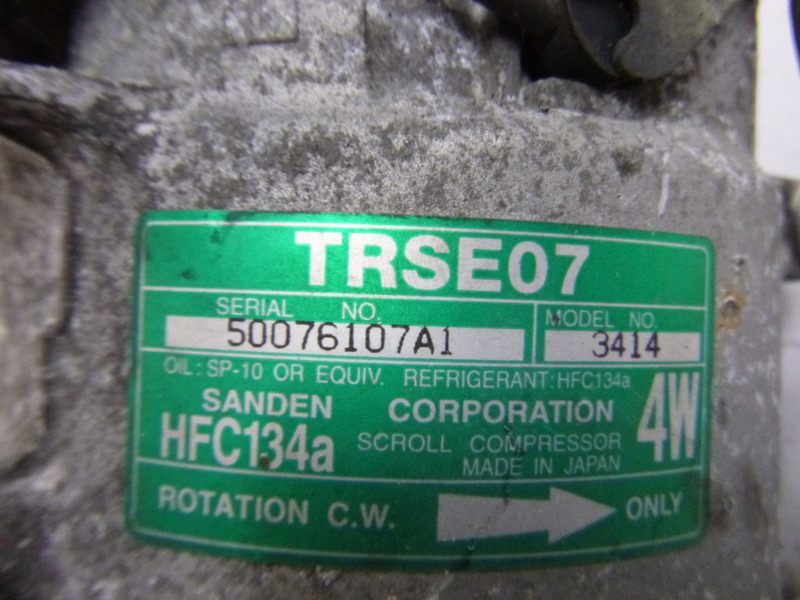 TRSE07
SERIAL NO. MODEL NO.
50076107A1 3414
OIL: SP-10 OR EQUIV. REFRIGERANT: HFC134a
SANDEN CORPORATION 4W
HFC134a SCROLL COMPRESSOR
MADE IN JAPAN
ROTATION C.W. ONLY